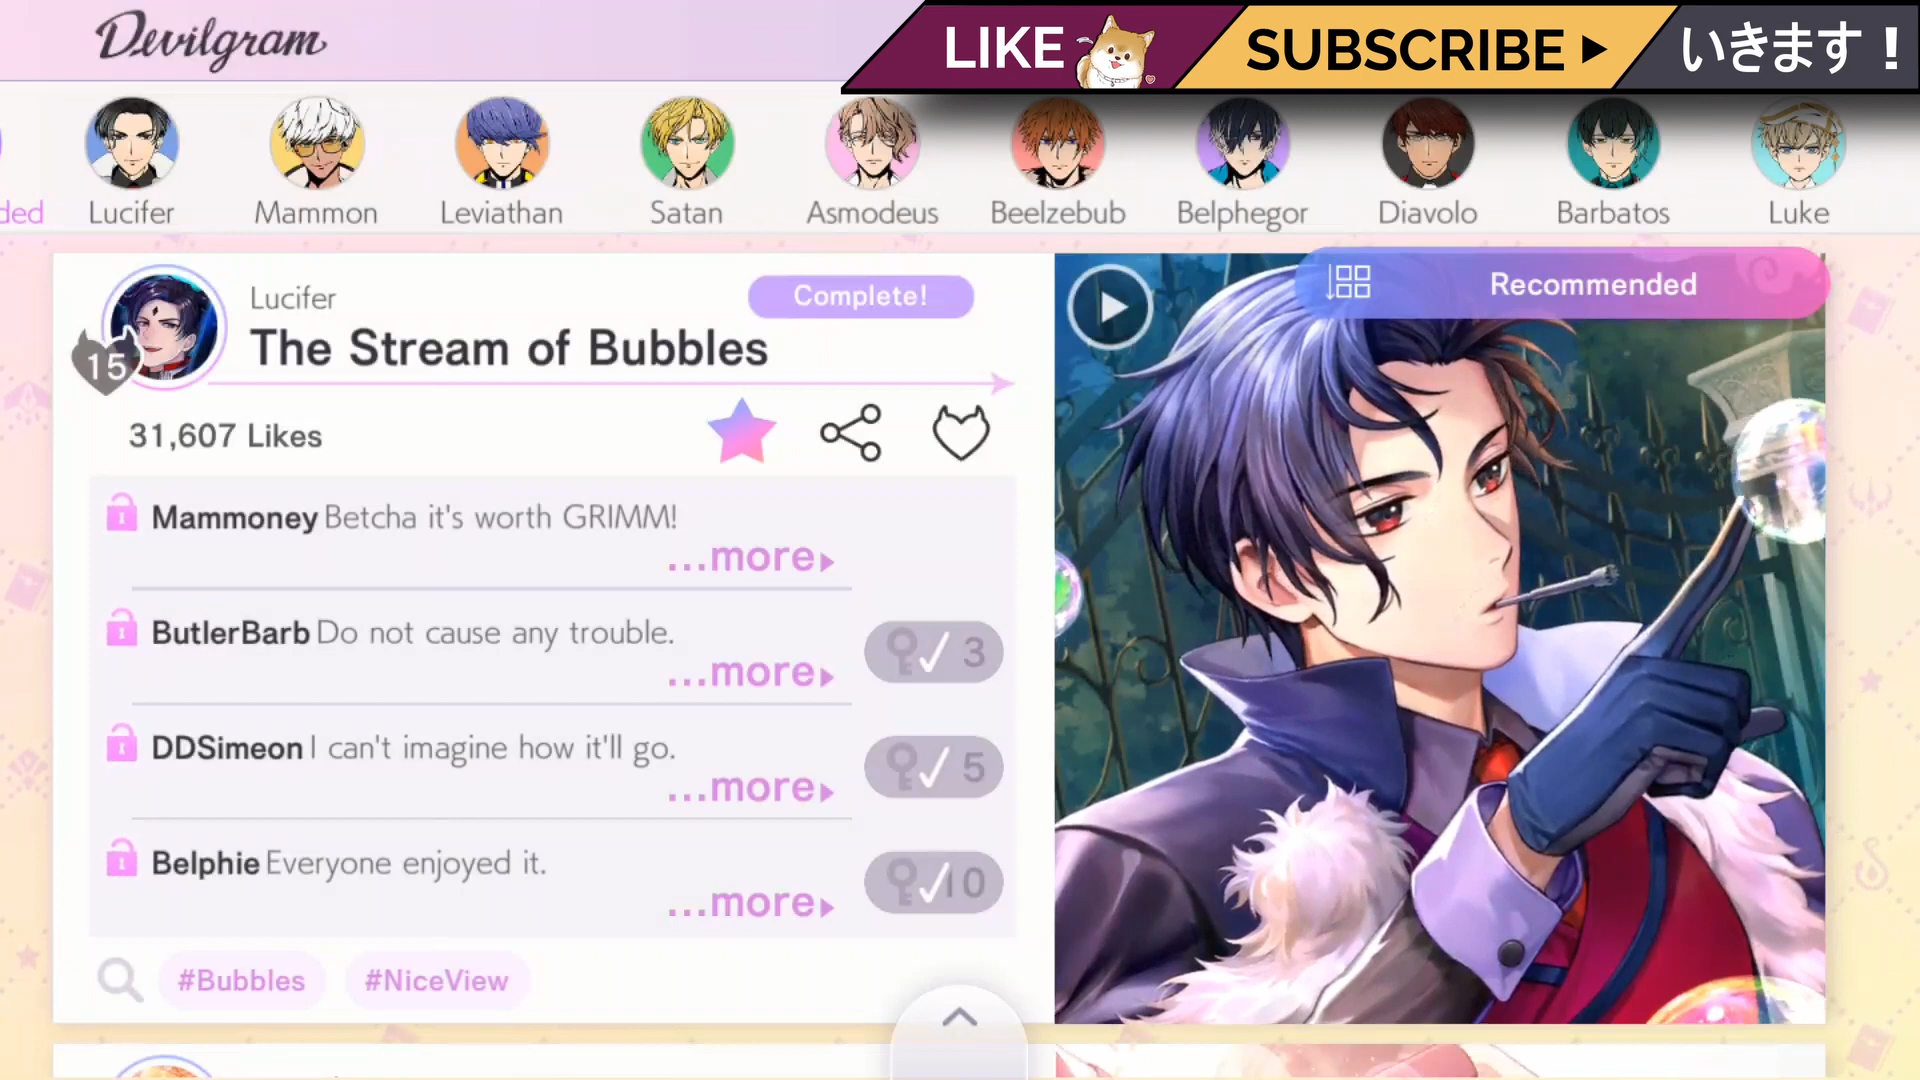 Devilgram
LIKE
SUBSCRIBE
いきます！
ded
Lucifer
Mammon
Leviathan
Satan
Asmodeus
Beelzebub
Belphegor
Diavolo
Barbatos
Luke
Lucifer
Complete!
The Stream of Bubbles
15
31,607 Likes
Mammoney Betcha it's worth GRIMM!
...more
ButlerBarb Do not cause any trouble.
...more
3
DDSimeon I can't imagine how it'll go.
...more
5
Belphie Everyone enjoyed it.
...more
10
#Bubbles #NiceView
Recommended